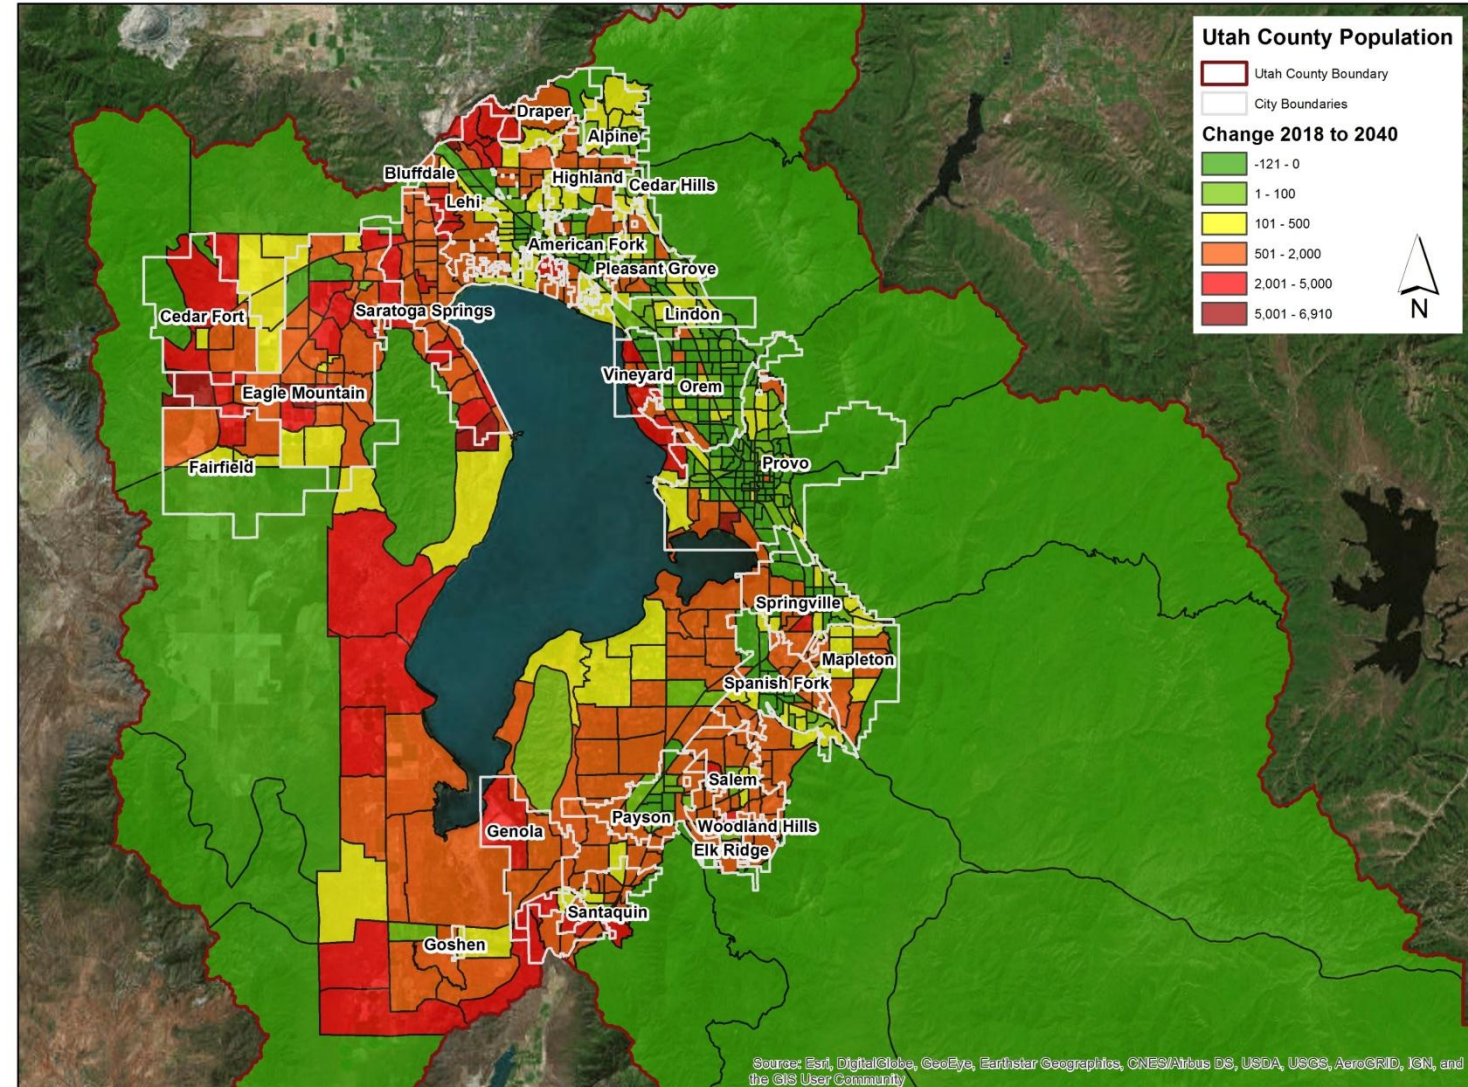 Utah County Population
Utah County Boundary
City Boundaries
Change 2018 to 2040
-121 - 0
1 - 100
101 - 500
501 - 2,000
2,001 - 5,000
5,001 - 6,910
N
Draper
Alpine
Bluffdale
Highland
Cedar Hills
Lehi
American Fork
Pleasant Grove
Cedar Fort
Saratoga Springs
Lindon
Vineyard
Orem
Eagle Mountain
Fairfield
Provo
Springville
Mapleton
Spanish Fork
Salem
Payson
Woodland Hills
Genola
Elk Ridge
Santaquin
Goshen
Source: Esri, DigitalGlobe, GeoEye, Earthstar Geographics, CNES/Airbus DS, USDA, USGS, AeroGRID, IGN, and
the GIS User Community